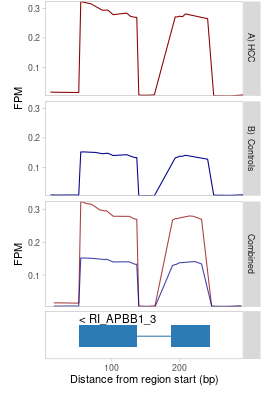 0.3
0.2
0.1
FPM
A) HCC
0.3
0.2
0.1
B) Controls
0.3
0.2
0.1
FPM
Combined
< RI_APBB1_3
100
200
Distance from region start (bp)